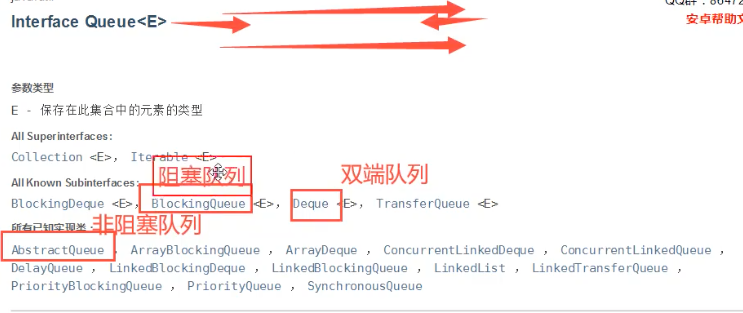 QQ群：86472
Interface Queue<E>
安卓帮助文
参数类型
E - 保存在此集合中的元素的类型
All Superinterfaces:
Collection <E>， Iterable <E>
阻塞队列
双端队列
All Known Subinterfaces:
BlockingDeque <E>， BlockingQueue <E>， Deque <E>， TransferQueue <E>
非阻塞队列
所有已知实现类：
AbstractQueue ， ArrayBlockingQueue ， ArrayDeque ， ConcurrentLinkedDeque ， ConcurrentLinkedQueue ，
DelayQueue ， LinkedBlockingDeque ， LinkedBlockingQueue ， LinkedList ， LinkedTransferQueue ，
PriorityBlockingQueue ， PriorityQueue ， SynchronousQueue